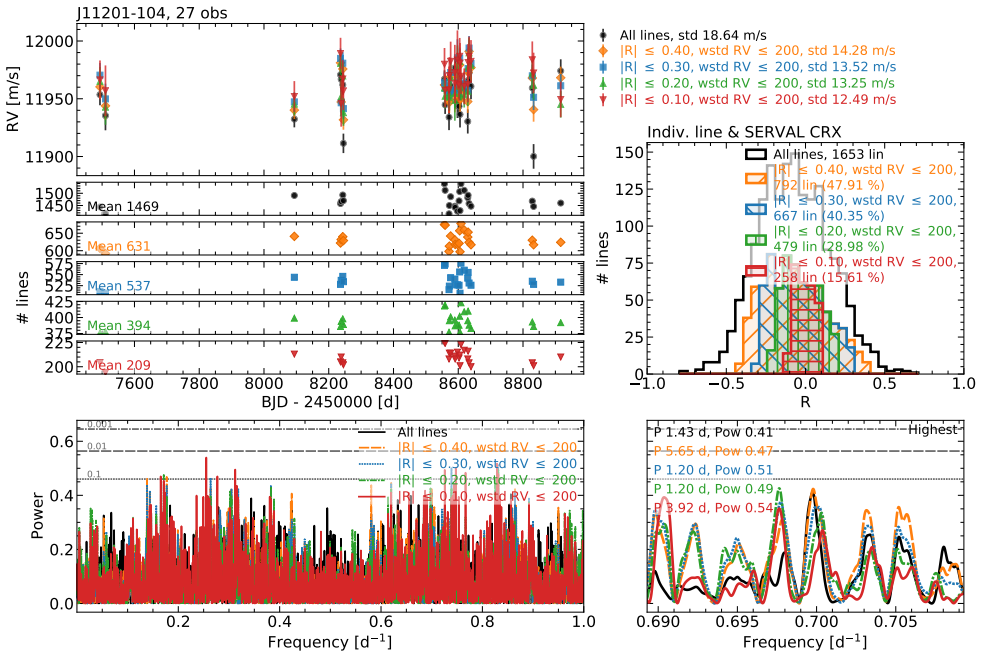 J11201-104, 27 obs
12000
11950
11900
RV [m/s]
All lines, std 18.64 m/s
|R| ≤ 0.40, wstd RV ≤ 200, std 14.28 m/s
|R| ≤ 0.30, wstd RV ≤ 200, std 13.52 m/s
|R| ≤ 0.20, wstd RV ≤ 200, std 13.25 m/s
|R| ≤ 0.10, wstd RV ≤ 200, std 12.49 m/s
1500
1450
Mean 1469
650
600
Mean 631
575
525
Mean 537
425
400
375
Mean 394
225
200
Mean 209
# lines
7600 7800 8000 8200 8400 8600 8800
BJD - 2450000 [d]
Indiv. line & SERVAL CRX
150
125
100
75
50
25
0
# lines
All lines, 1653 lin
|R| ≤ 0.40, wstd RV ≤ 200,
792 lin (47.91 %)
|R| ≤ 0.30, wstd RV ≤ 200,
667 lin (40.35 %)
|R| ≤ 0.20, wstd RV ≤ 200,
479 lin (28.98 %)
|R| ≤ 0.10, wstd RV ≤ 200,
258 lin (15.61 %)
−1.0 −0.5 0.0 0.5 1.0
R
0.6
0.4
0.2
0.0
Power
0.001
0.01
0.1
All lines
|R| ≤ 0.40, wstd RV ≤ 200
|R| ≤ 0.30, wstd RV ≤ 200
|R| ≤ 0.20, wstd RV ≤ 200
|R| ≤ 0.10, wstd RV ≤ 200
0.2 0.4 0.6 0.8 1.0
Frequency [d⁻¹]
Highest
P 1.43 d, Pow 0.41
P 5.65 d, Pow 0.47
P 1.20 d, Pow 0.51
P 1.20 d, Pow 0.49
P 3.92 d, Pow 0.54
0.690 0.695 0.700 0.705
Frequency [d⁻¹]